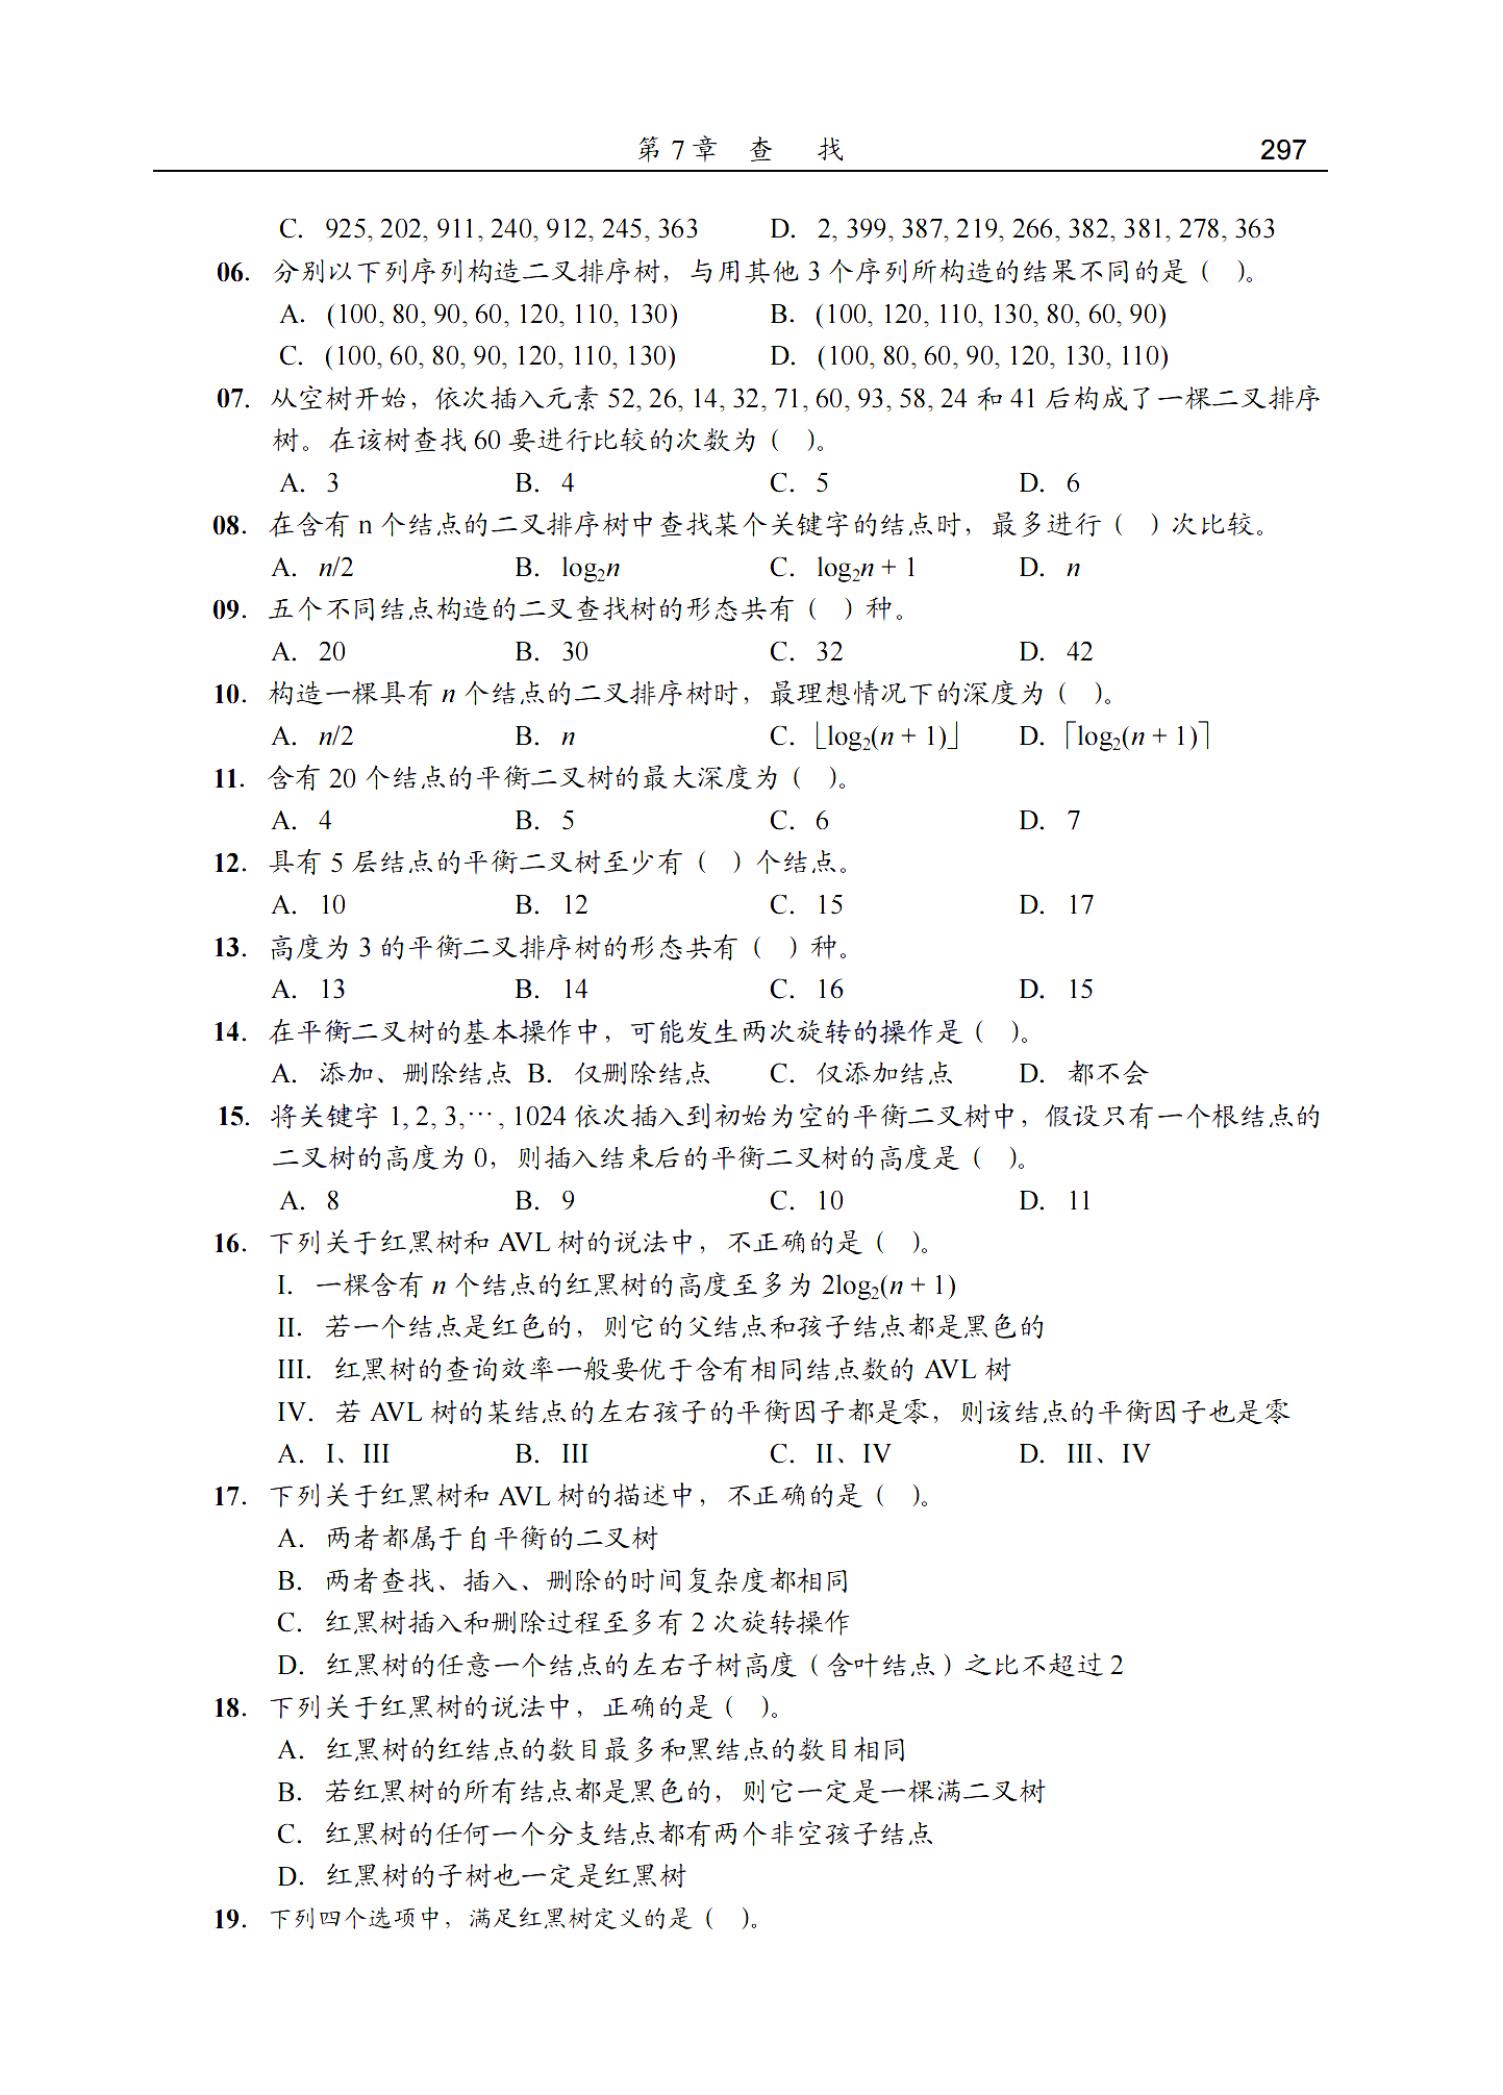 第 7 章 查 找 297
C. 925, 202, 911, 240, 912, 245, 363 D. 2, 399, 387, 219, 266, 382, 381, 278, 363
06. 分别以下列序列构造二叉排序树，与用其他 3 个序列所构造的结果不同的是（ ）。
A. (100, 80, 90, 60, 120, 110, 130) B. (100, 120, 110, 130, 80, 60, 90)
C. (100, 60, 80, 90, 120, 110, 130) D. (100, 80, 60, 90, 120, 130, 110)
07. 从空树开始，依次插入元素 52, 26, 14, 32, 71, 60, 93, 58, 24 和 41 后构成了一棵二叉排序
树。在该树查找 60 要进行比较的次数为（ ）。
A. 3 B. 4 C. 5 D. 6
08. 在含有 n 个结点的二叉排序树中查找某个关键字的结点时，最多进行（ ）次比较。
A. n/2 B. log₂n C. log₂n + 1 D. n
09. 五个不同结点构造的二叉查找树的形态共有（ ）种。
A. 20 B. 30 C. 32 D. 42
10. 构造一棵具有 n 个结点的二叉排序树时，最理想情况下的深度为（ ）。
A. n/2 B. n C. ⌊log₂(n + 1)⌋ D. ⌈log₂(n + 1)⌉
11. 含有 20 个结点的平衡二叉树的最大深度为（ ）。
A. 4 B. 5 C. 6 D. 7
12. 具有 5 层结点的平衡二叉树至少有（ ）个结点。
A. 10 B. 12 C. 15 D. 17
13. 高度为 3 的平衡二叉排序树的形态共有（ ）种。
A. 13 B. 14 C. 16 D. 15
14. 在平衡二叉树的基本操作中，可能发生两次旋转的操作是（ ）。
A. 添加、删除结点 B. 仅删除结点 C. 仅添加结点 D. 都不会
15. 将关键字 1, 2, 3,⋯, 1024 依次插入到初始为空的平衡二叉树中，假设只有一个根结点的
二叉树的高度为 0，则插入结束后的平衡二叉树的高度是（ ）。
A. 8 B. 9 C. 10 D. 11
16. 下列关于红黑树和 AVL 树的说法中，不正确的是（ ）。
I. 一棵含有 n 个结点的红黑树的高度至多为 2log₂(n + 1)
II. 若一个结点是红色的，则它的父结点和孩子结点都是黑色的
III. 红黑树的查询效率一般要优于含有相同结点数的 AVL 树
IV. 若 AVL 树的某结点的左右孩子的平衡因子都是零，则该结点的平衡因子也是零
A. I、III B. III C. II、IV D. III、IV
17. 下列关于红黑树和 AVL 树的描述中，不正确的是（ ）。
A. 两者都属于自平衡的二叉树
B. 两者查找、插入、删除的时间复杂度都相同
C. 红黑树插入和删除过程至多有 2 次旋转操作
D. 红黑树的任意一个结点的左右子树高度（含叶结点）之比不超过 2
18. 下列关于红黑树的说法中，正确的是（ ）。
A. 红黑树的红结点的数目最多和黑结点的数目相同
B. 若红黑树的所有结点都是黑色的，则它一定是一棵满二叉树
C. 红黑树的任何一个分支结点都有两个非空孩子结点
D. 红黑树的子树也一定是红黑树
19. 下列四个选项中，满足红黑树定义的是（ ）。